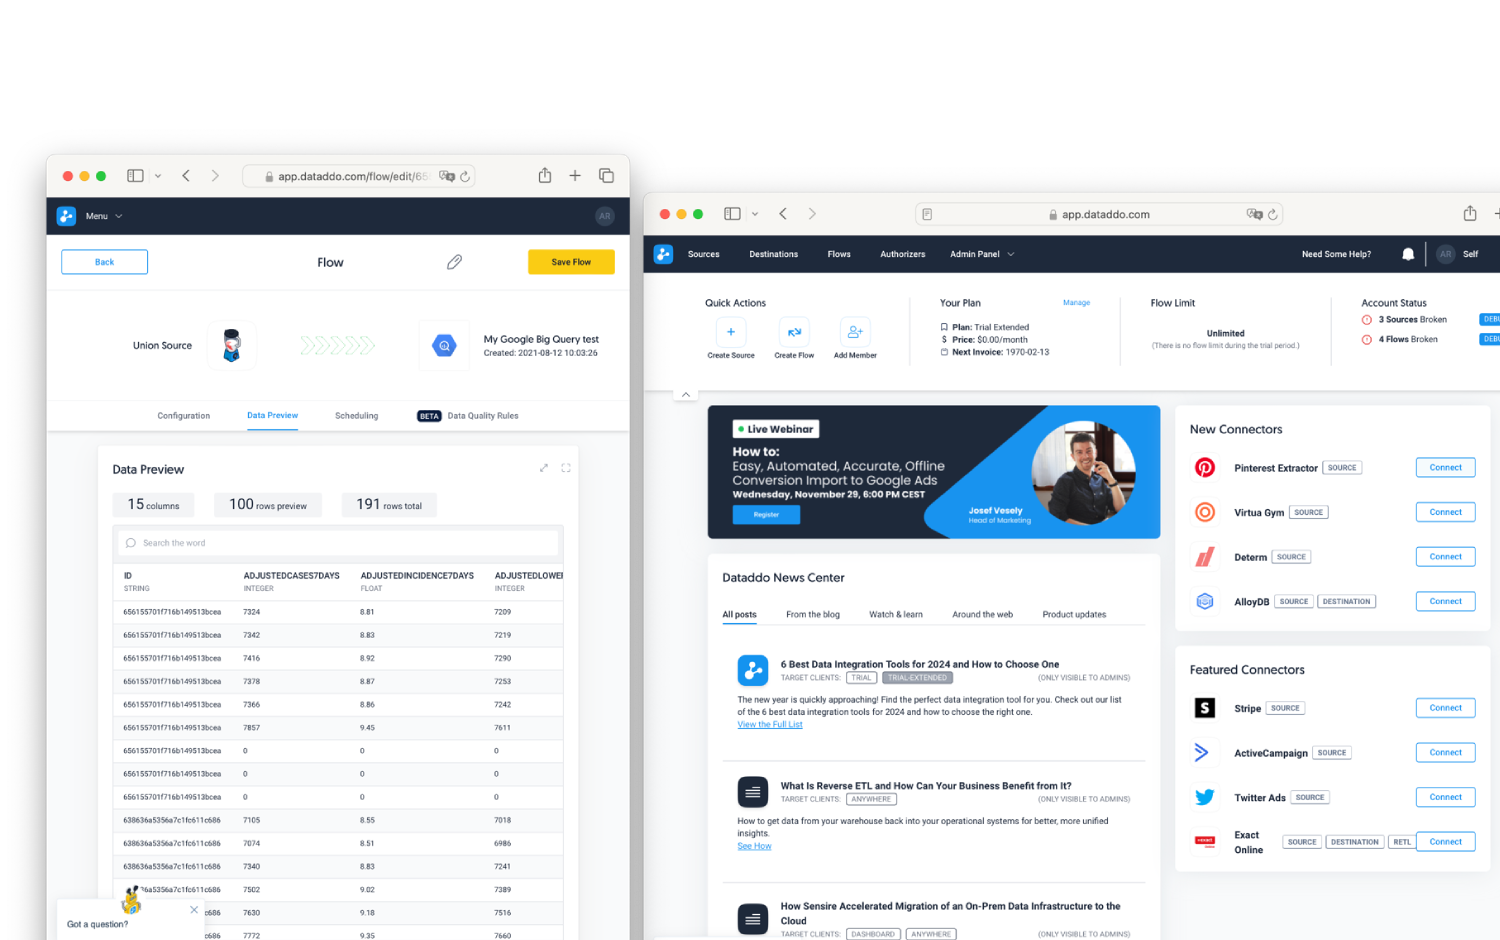 app.dataddo.com/flow/edit/65
Menu
AR
Back
Flow
Save Flow
Union Source
My Google Big Query test
Created: 2021-08-12 10:03:26
Configuration
Data Preview
Scheduling
BETA Data Quality Rules
Data Preview
15 columns
100 rows preview
191 rows total
Search the word
ID ADJUSTEDCASES7DAYS ADJUSTEDINCIDENCE7DAYS ADJUSTEDLOWER
STRING INTEGER FLOAT INTEGER
656155701f716b149513bcea 7324 8.81 7209
656155701f716b149513bcea 7342 8.83 7219
656155701f716b149513bcea 7416 8.92 7290
656155701f716b149513bcea 7378 8.87 7253
656155701f716b149513bcea 7366 8.86 7242
656155701f716b149513bcea 7857 9.45 7611
656155701f716b149513bcea 0 0 0
656155701f716b149513bcea 0 0 0
656155701f716b149513bcea 0 0 0
638636a5356a7c1fc611c686 7105 8.55 7018
638636a5356a7c1fc611c686 7074 8.51 6986
638636a5356a7c1fc611c686 7340 8.83 7241
36a5356a7c1fc611c686 7502 9.02 7389
c686 7630 9.18 7516
c686 7772 9.35 7660
Got a question?
app.dataddo.com
Sources
Destinations
Flows
Authorizers
Admin Panel
Need Some Help?
AR
Self
Quick Actions
Create Source
Create Flow
Add Member
Your Plan
Manage
Plan: Trial Extended
$ Price: $0.00/month
Next Invoice: 1970-02-13
Flow Limit
Unlimited
(There is no flow limit during the trial period.)
Account Status
3 Sources Broken
DEBU
4 Flows Broken
DEBU
Live Webinar
How to:
Easy, Automated, Accurate, Offline
Conversion Import to Google Ads
Wednesday, November 29, 6:00 PM CEST
Register
Josef Vesely
Head of Marketing
Dataddo News Center
All posts
From the blog
Watch & learn
Around the web
Product updates
6 Best Data Integration Tools for 2024 and How to Choose One
TARGET CLIENTS: TRIAL TRIAL-EXTENDED (ONLY VISIBLE TO ADMINS)
The new year is quickly approaching! Find the perfect data integration tool for you. Check out our list
of the 6 best data integration tools for 2024 and how to choose the right one.
View the Full List
What Is Reverse ETL and How Can Your Business Benefit from It?
TARGET CLIENTS: ANYWHERE (ONLY VISIBLE TO ADMINS)
How to get data from your warehouse back into your operational systems for better, more unified
insights.
See How
How Sensire Accelerated Migration of an On-Prem Data Infrastructure to the
Cloud
TARGET CLIENTS: DASHBOARD ANYWHERE (ONLY VISIBLE TO ADMINS)
New Connectors
Pinterest Extractor SOURCE Connect
Virtua Gym SOURCE Connect
Determ SOURCE Connect
AlloyDB SOURCE DESTINATION Connect
Featured Connectors
Stripe SOURCE Connect
ActiveCampaign SOURCE Connect
Twitter Ads SOURCE Connect
Exact
Online SOURCE DESTINATION RETL Connect